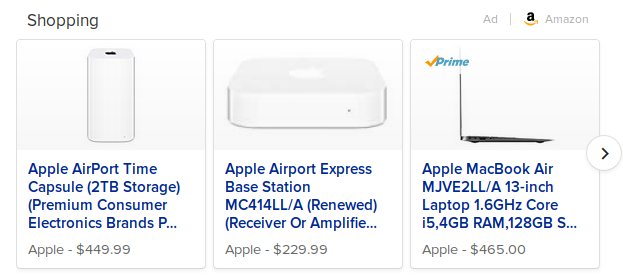 Shopping
Ad | Amazon
Prime
Apple AirPort Time
Capsule (2TB Storage)
(Premium Consumer
Electronics Brands P...
Apple - $449.99
Apple Airport Express
Base Station
MC414LL/A (Renewed)
(Receiver Or Amplifie...
Apple - $229.99
Apple MacBook Air
MJVE2LL/A 13-inch
Laptop 1.6GHz Core
i5,4GB RAM,128GB S...
Apple - $465.00